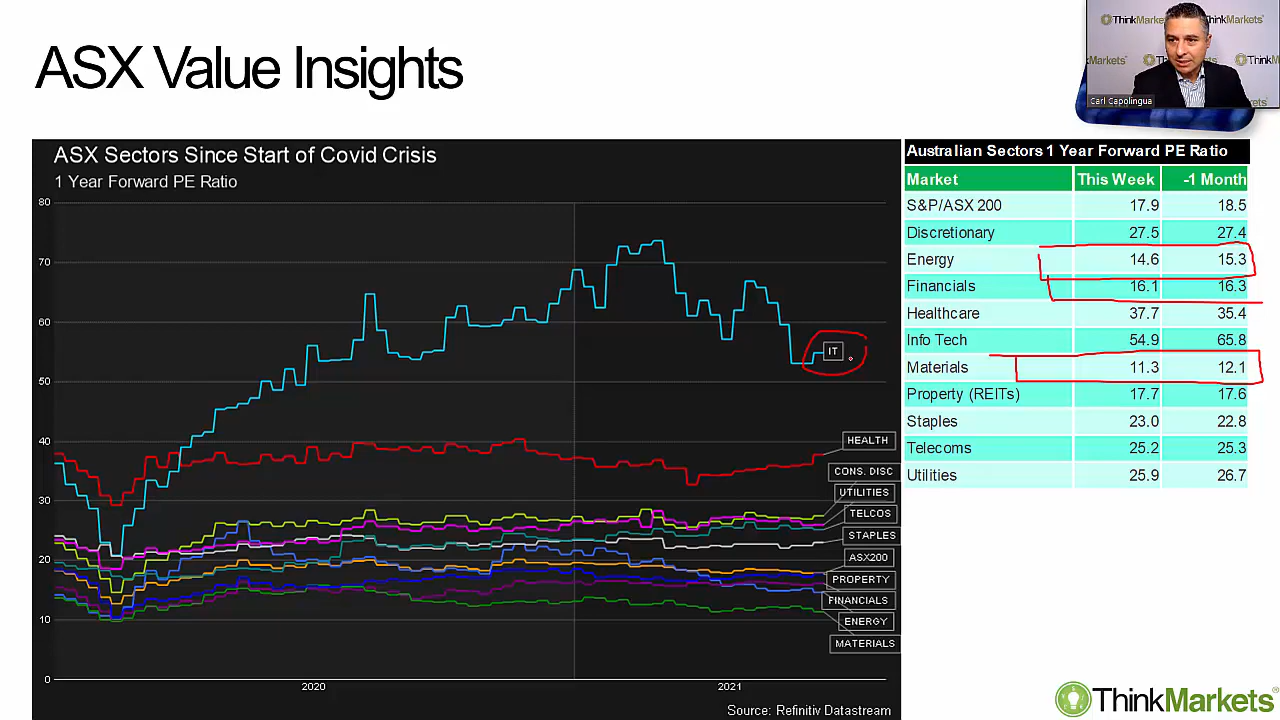 ASX Value Insights
ThinkMarkets
ThinkMarkets
Carl Capolingua
ASX Sectors Since Start of Covid Crisis
1 Year Forward PE Ratio
80
70
60
50
40
30
20
10
0
IT
HEALTH
CONS. DISC
UTILITIES
TELCOS
STAPLES
ASX200
PROPERTY
FINANCIALS
ENERGY
MATERIALS
2020 2021
Source: Refinitiv Datastream
Australian Sectors 1 Year Forward PE Ratio
Market This Week -1 Month
S&P/ASX 200 17.9 18.5
Discretionary 27.5 27.4
Energy 14.6 15.3
Financials 16.1 16.3
Healthcare 37.7 35.4
Info Tech 54.9 65.8
Materials 11.3 12.1
Property (REITs) 17.7 17.6
Staples 23.0 22.8
Telecoms 25.2 25.3
Utilities 25.9 26.7
ThinkMarkets®